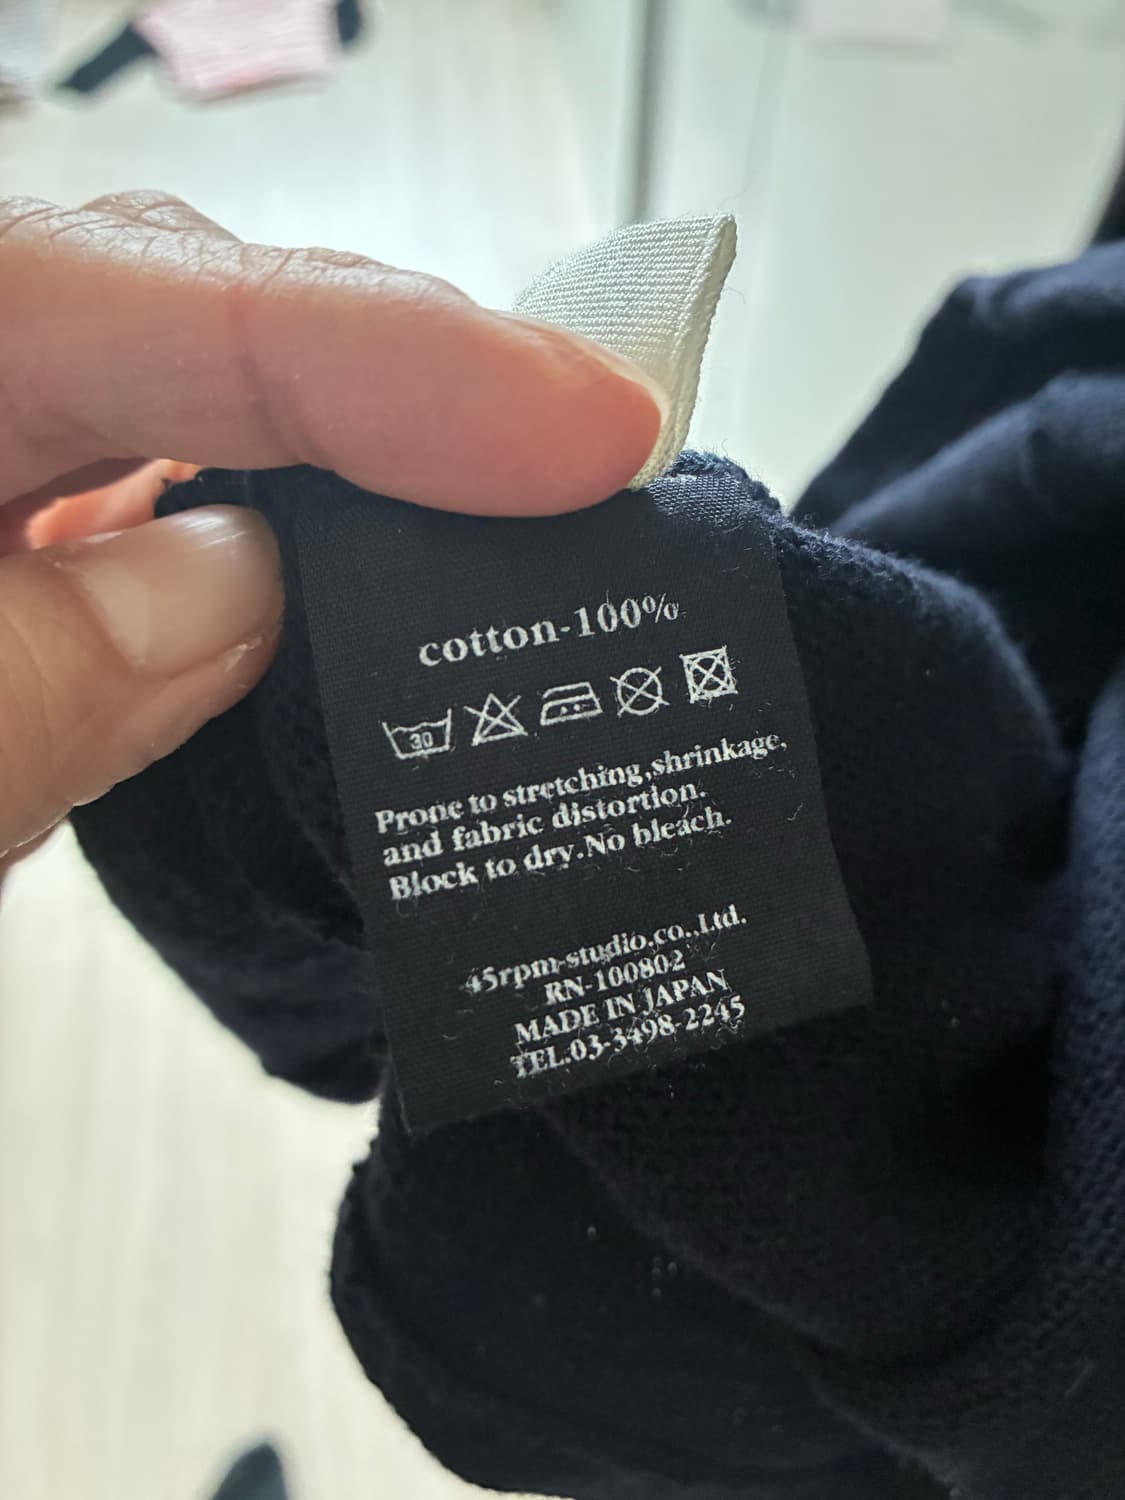 cotton-100%
30
Prone to stretching,shrinkage,
and fabric distortion.
Block to dry.No bleach.
45rpm-studio.co.,Ltd.
RN-100802
MADE IN JAPAN
TEL.03-3498-2245